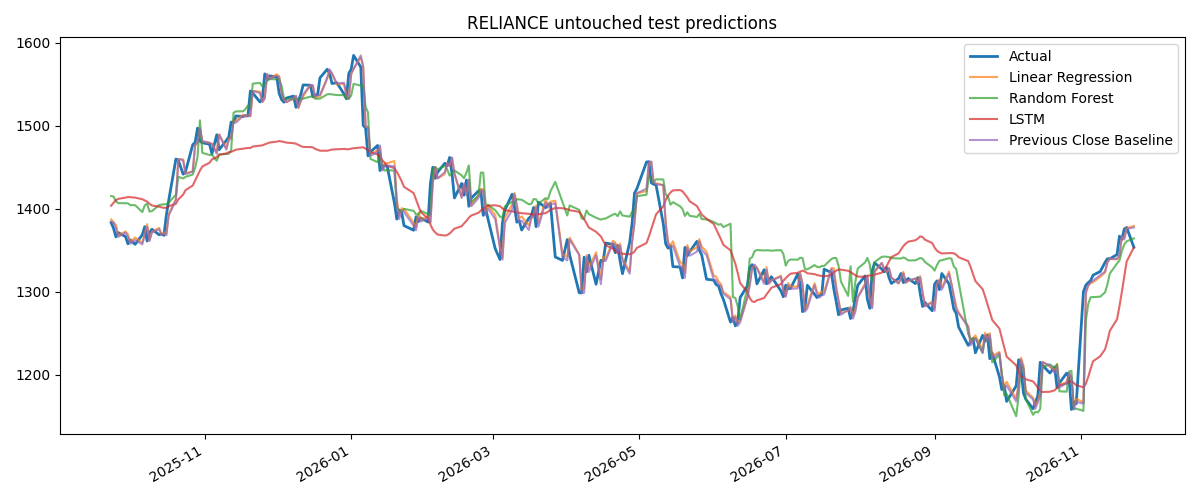 RELIANCE untouched test predictions
1600
1500
1400
1300
1200
Actual
Linear Regression
Random Forest
LSTM
Previous Close Baseline
2025-11
2026-01
2026-03
2026-05
2026-07
2026-09
2026-11